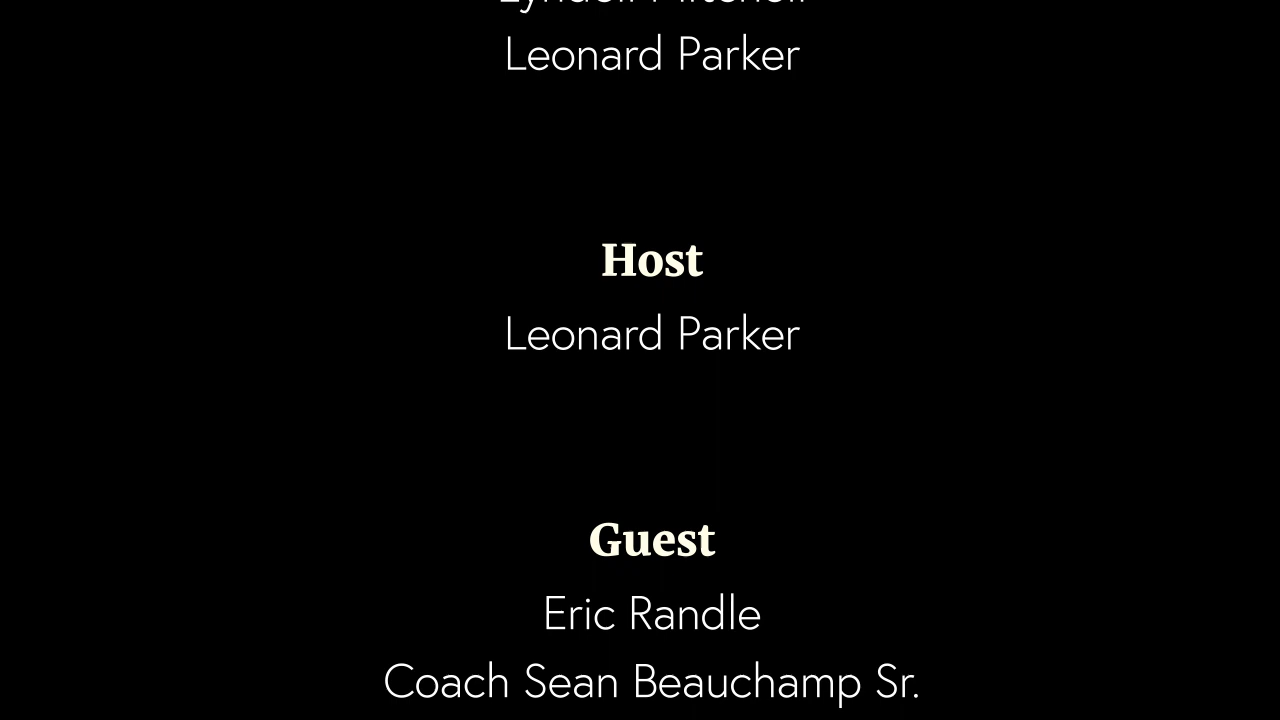 Leonard Parker
Host
Leonard Parker
Guest
Eric Randle
Coach Sean Beauchamp Sr.